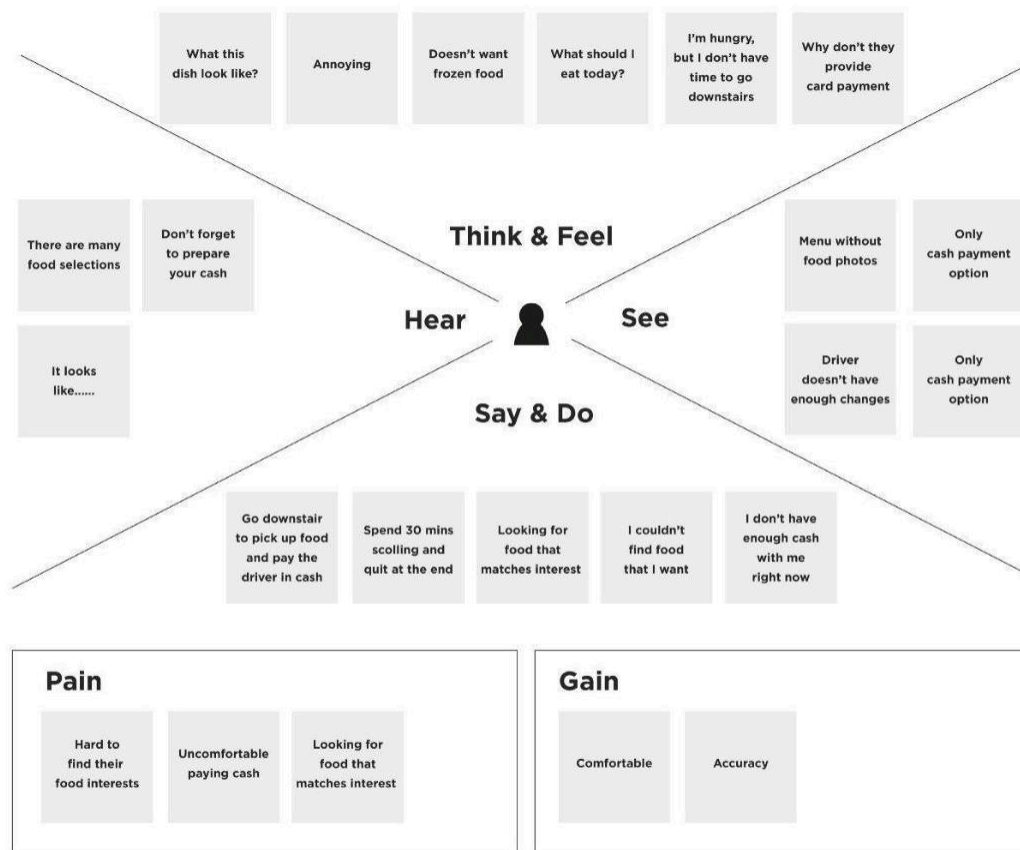 What this
dish look like?
Annoying
Doesn't want
frozen food
What should I
eat today?
I'm hungry,
but I don't have
time to go
downstairs
Why don't they
provide
card payment
Think & Feel
There are many
food selections
Don't forget
to prepare
your cash
It looks
like......
Hear
See
Menu without
food photos
Only
cash payment
option
Driver
doesn't have
enough changes
Only
cash payment
option
Say & Do
Go downstair
to pick up food
and pay the
driver in cash
Spend 30 mins
scolling and
quit at the end
Looking for
food that
matches interest
I couldn't
find food
that I want
I don't have
enough cash
with me
right now
Pain
Hard to
find their
food interests
Uncomfortable
paying cash
Looking for
food that
matches interest
Gain
Comfortable
Accuracy